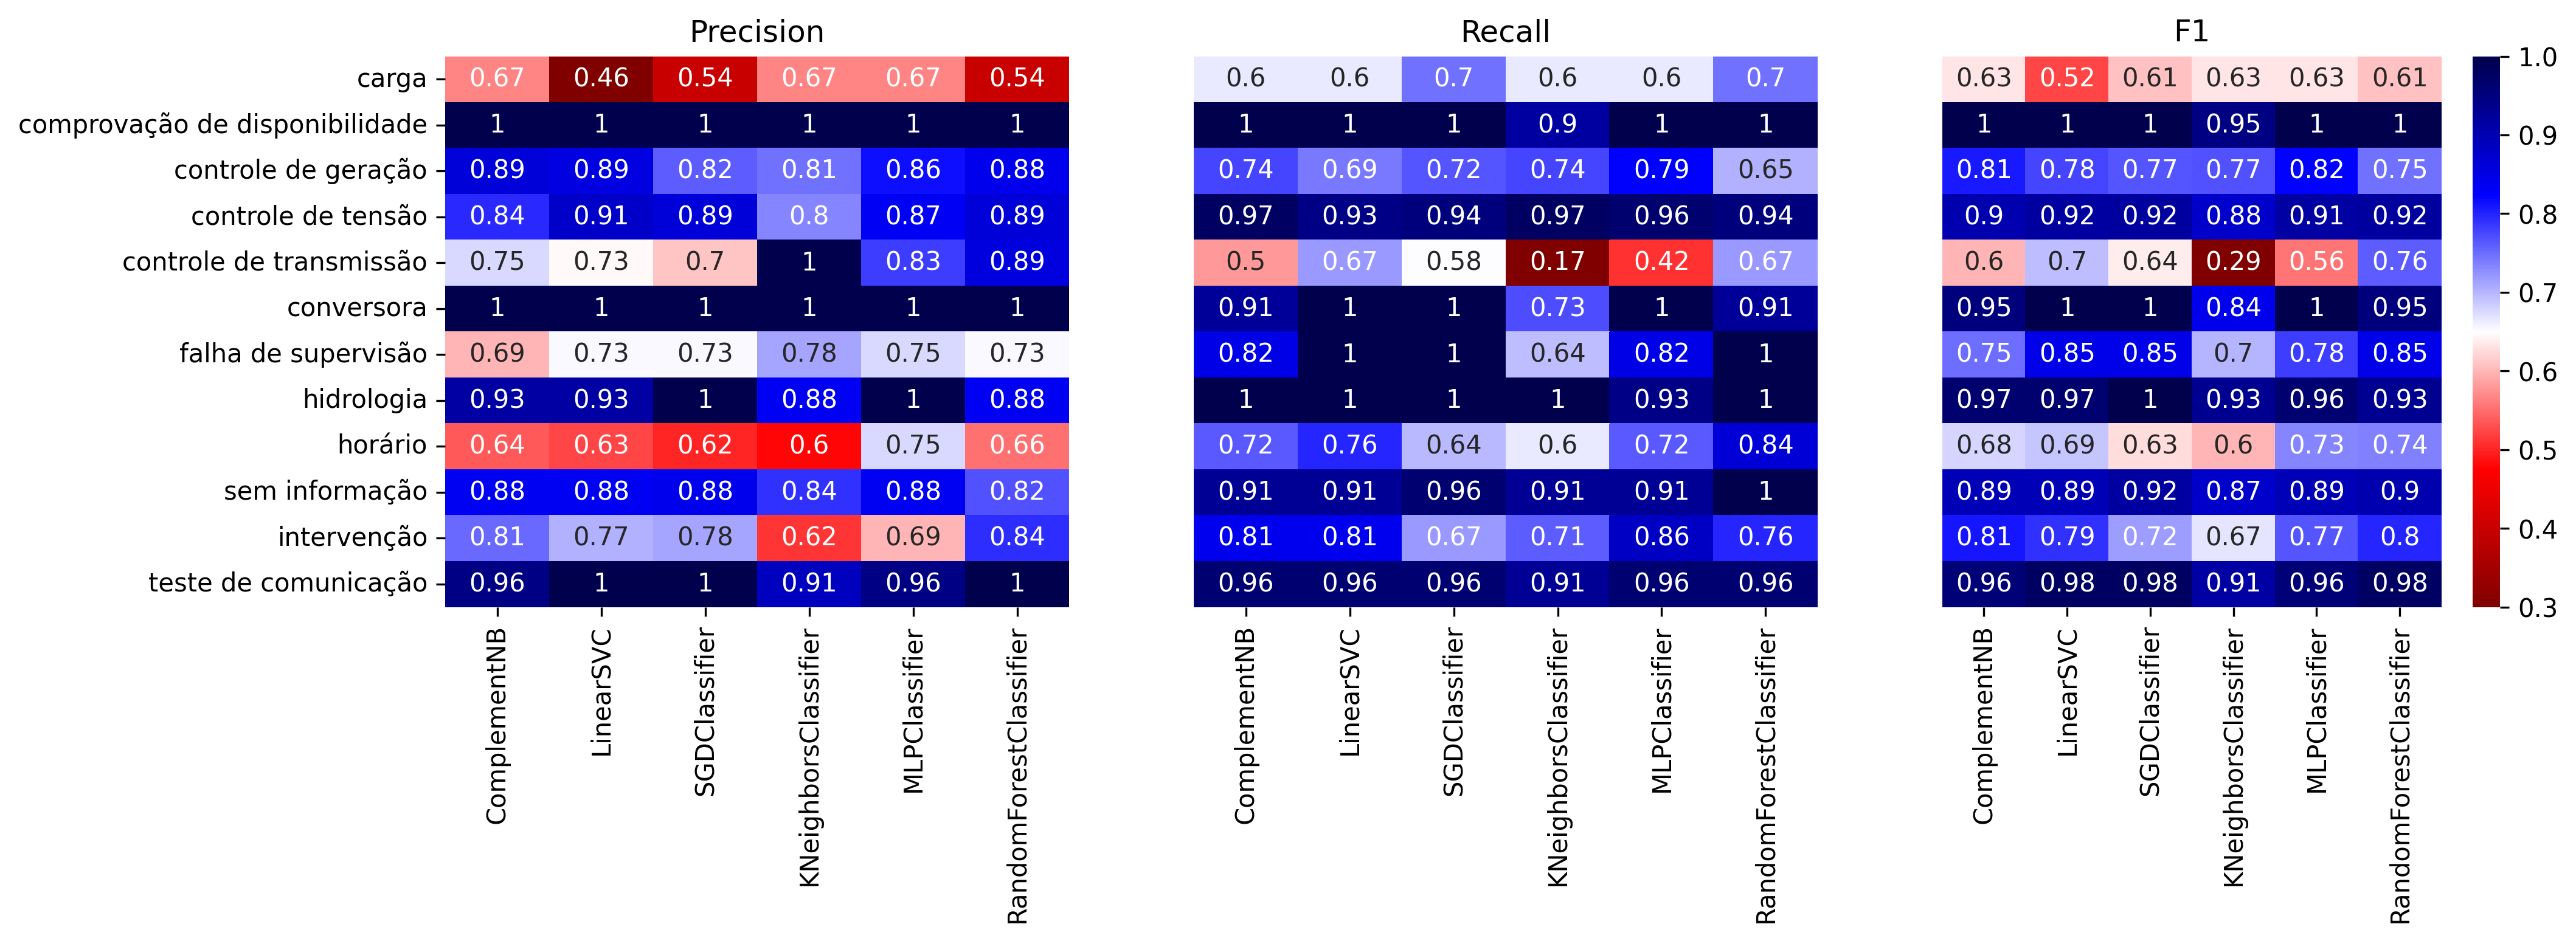 Precision Recall F1
carga 0.67 0.46 0.54 0.67 0.67 0.54 0.6 0.6 0.7 0.6 0.6 0.7 0.63 0.52 0.61 0.63 0.63 0.61 1.0
comprovação de disponibilidade 1 1 1 1 1 1 1 1 1 0.9 1 1 1 1 1 0.95 1 1 0.9
controle de geração 0.89 0.89 0.82 0.81 0.86 0.88 0.74 0.69 0.72 0.74 0.79 0.65 0.81 0.78 0.77 0.77 0.82 0.75
controle de tensão 0.84 0.91 0.89 0.8 0.87 0.89 0.97 0.93 0.94 0.97 0.96 0.94 0.9 0.92 0.92 0.88 0.91 0.92 0.8
controle de transmissão 0.75 0.73 0.7 1 0.83 0.89 0.5 0.67 0.58 0.17 0.42 0.67 0.6 0.7 0.64 0.29 0.56 0.76
conversora 1 1 1 1 1 1 0.91 1 1 0.73 1 0.91 0.95 1 1 0.84 1 0.95 0.7
falha de supervisão 0.69 0.73 0.73 0.78 0.75 0.73 0.82 1 1 0.64 0.82 1 0.75 0.85 0.85 0.7 0.78 0.85 0.6
hidrologia 0.93 0.93 1 0.88 1 0.88 1 1 1 1 0.93 1 0.97 0.97 1 0.93 0.96 0.93
horário 0.64 0.63 0.62 0.6 0.75 0.66 0.72 0.76 0.64 0.6 0.72 0.84 0.68 0.69 0.63 0.6 0.73 0.74 0.5
sem informação 0.88 0.88 0.88 0.84 0.88 0.82 0.91 0.91 0.96 0.91 0.91 1 0.89 0.89 0.92 0.87 0.89 0.9
intervenção 0.81 0.77 0.78 0.62 0.69 0.84 0.81 0.81 0.67 0.71 0.86 0.76 0.81 0.79 0.72 0.67 0.77 0.8 0.4
teste de comunicação 0.96 1 1 0.91 0.96 1 0.96 0.96 0.96 0.91 0.96 0.96 0.96 0.98 0.98 0.91 0.96 0.98 0.3
ComplementNB
LinearSVC
SGDClassifier
KNeighborsClassifier
MLPClassifier
RandomForestClassifier
ComplementNB
LinearSVC
SGDClassifier
KNeighborsClassifier
MLPClassifier
RandomForestClassifier
ComplementNB
LinearSVC
SGDClassifier
KNeighborsClassifier
MLPClassifier
RandomForestClassifier